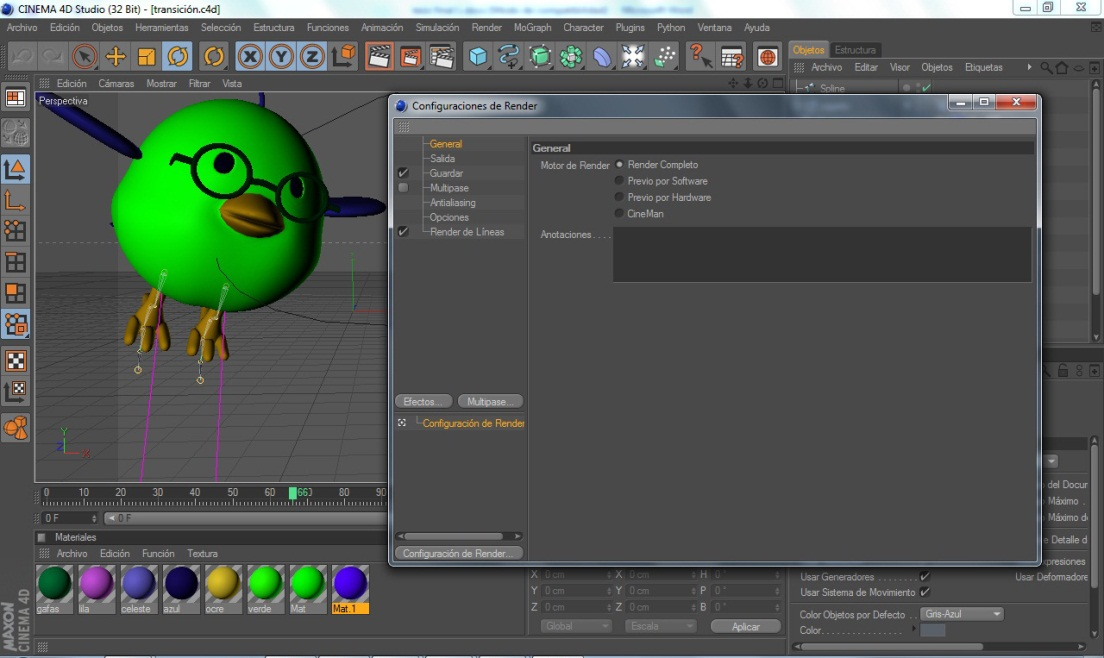 CINEMA 4D Studio (32 Bit) - [transición.c4d]
Archivo Edición Objetos Herramientas Selección Estructura Funciones Animación Simulación Render MoGraph Character Plugins Python Ventana Ayuda
Objetos Estructura
Archivo Editar Visor Objetos Etiquetas
Spline
Edición Cámaras Mostrar Filtrar Vista
Perspectiva
Configuraciones de Render
General
Salida
Guardar
Multipase
Antialiasing
Opciones
Render de Líneas
Efectos... Multipase...
Configuración de Render
Configuración de Render...
General
Motor de Render Render Completo
Previo por Software
Previo por Hardware
CineMan
Anotaciones . . . .
Y
X
0 10 20 30 40 50 60 66 80 90
0 F 0 F
Materiales
Archivo Edición Función Textura
gafas lila celeste azul ocre verde Mat Mat.1
MAXON
CINEMA 4D
X 0 cm X 0 cm H 0 °
Y 0 cm Y 0 cm P 0 °
Z 0 cm Z 0 cm B 0 °
Global Escala Aplicar
del Docum
Máximo .
Máximo de
e Detalle d
xpresiones
Usar Generadores . . . . . . . Usar Deformadore
Usar Sistema de Movimiento
Color Objetos por Defecto . . Gris-Azul
Color. . . . . . . . . . . . . . . .